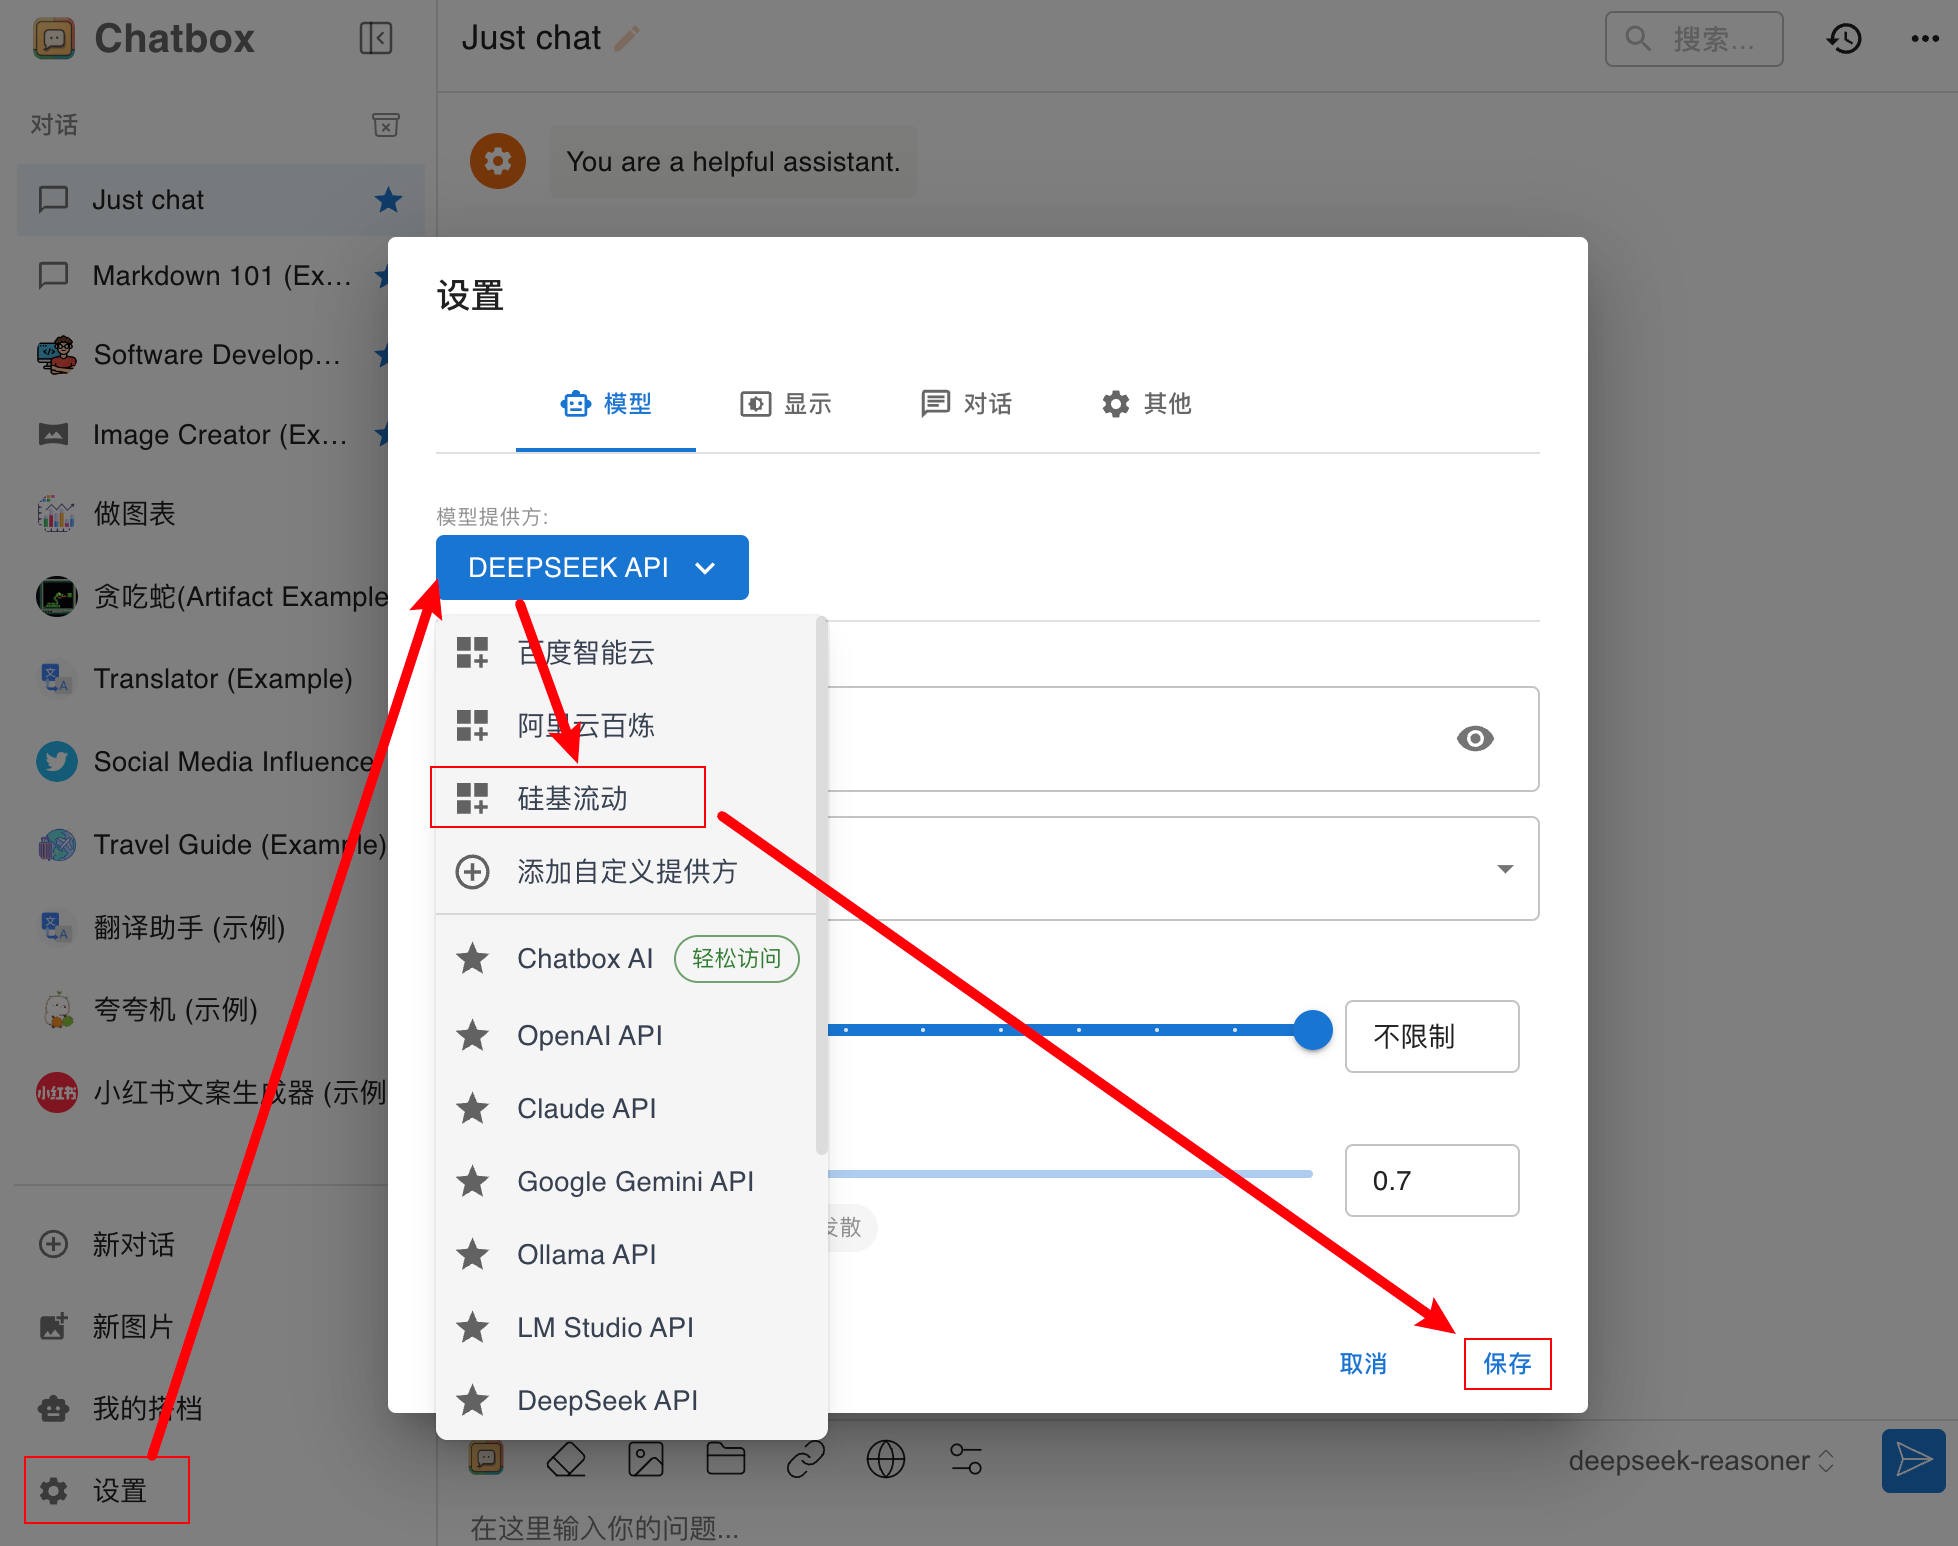 Chatbox
对话
Just chat
Markdown 101 (Ex...
Software Develop...
Image Creator (Ex...
做图表
贪吃蛇(Artifact Example
Translator (Example)
Social Media Influence
Travel Guide (Example)
翻译助手 (示例)
夸夸机 (示例)
小红书
小红书文案生成器 (示例
新对话
新图片
我的搭档
设置
Just chat
搜索...
You are a helpful assistant.
设置
模型
显示
对话
其他
模型提供方:
DEEPSEEK API
百度智能云
阿里云百炼
硅基流动
添加自定义提供方
Chatbox AI 轻松访问
OpenAI API
Claude API
Google Gemini API
Ollama API
LM Studio API
DeepSeek API
不限制
0.7
发散
取消
保存
deepseek-reasoner
在这里输入你的问题...